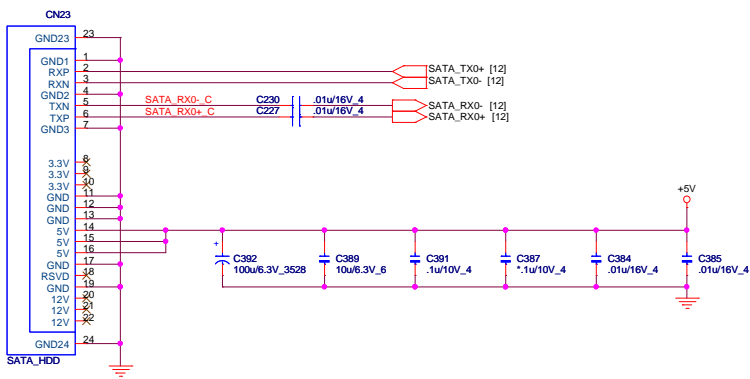 CN23
GND23 23
GND1 1
RXP 2 SATA_TX0+ [12]
RXN 3 SATA_TX0- [12]
GND2 4
TXN 5 SATA_RX0-_C C230 .01u/16V_4 SATA_RX0- [12]
TXP 6 SATA_RX0+_C C227 .01u/16V_4 SATA_RX0+ [12]
GND3 7
3.3V 8
3.3V 9
3.3V 10
GND 11
GND 12
GND 13
+5V
5V 14
5V 15
5V 16
+
GND 17
RSVD 18
GND 19
12V 20
12V 21
12V 22
C392 C389 C391 C387 C384 C385
100u/6.3V_3528 10u/6.3V_6 .1u/10V_4 *.1u/10V_4 .01u/16V_4 .01u/16V_4
GND24 24
SATA_HDD